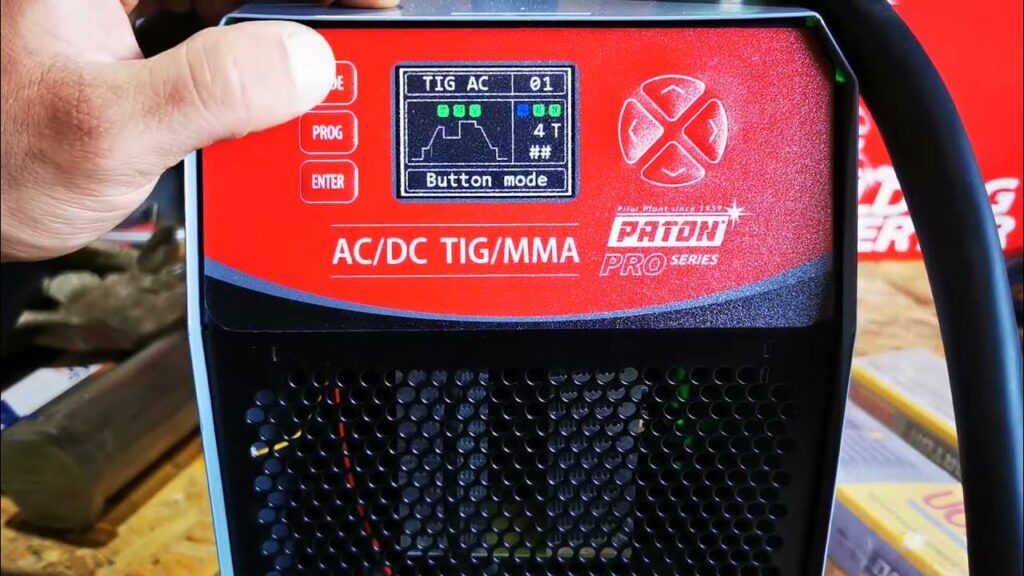 TIG AC 01
4 T
##
Button mode
PROG
ENTER
AC/DC TIG/MMA
Pilot Plant since 1959
PATON
PRO SERIES